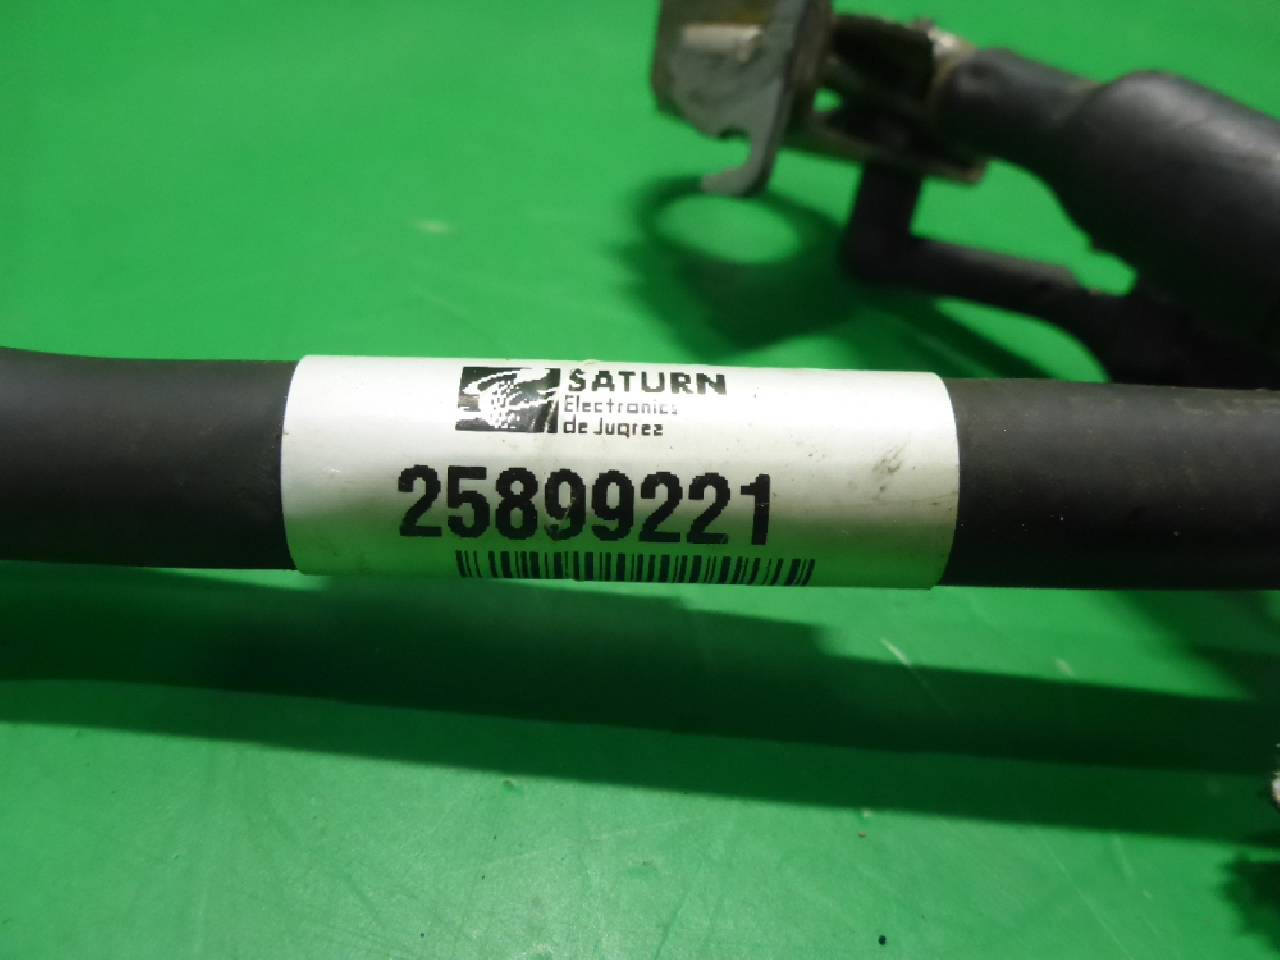 SATURN
Electronics
de Juarez
25899221